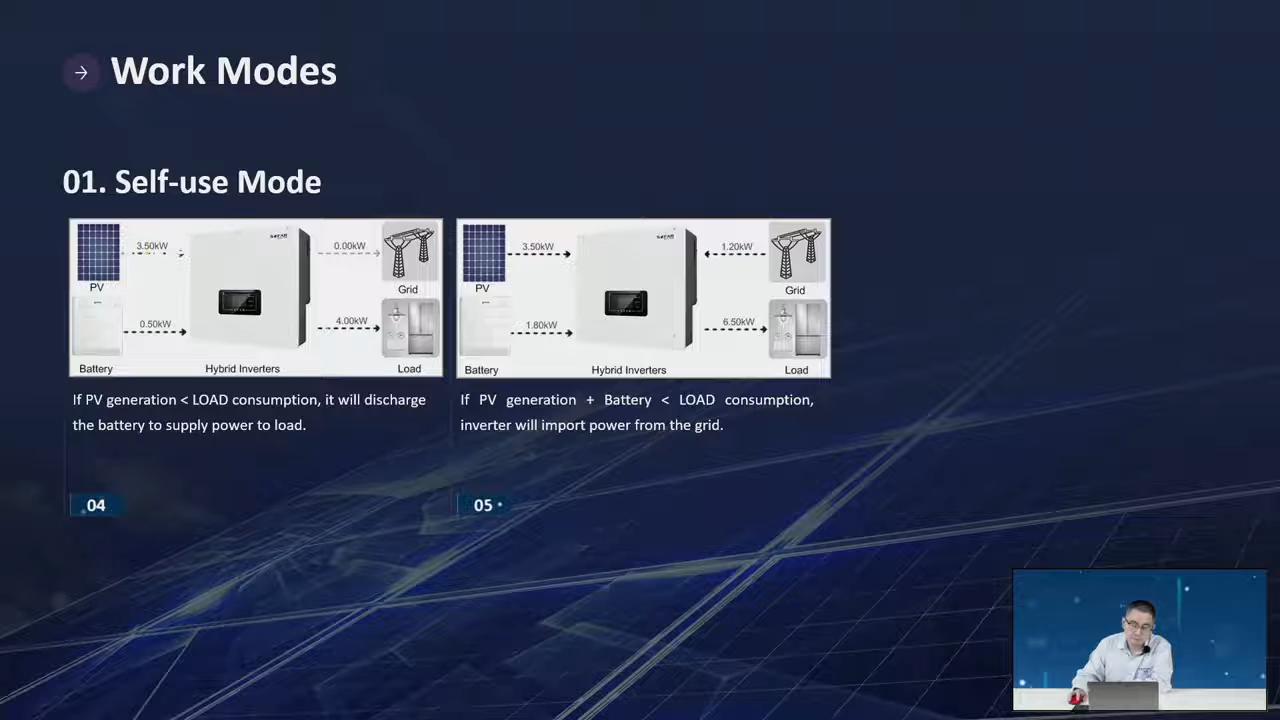 Work Modes
01. Self-use Mode
3.50kW
0.00kW
PV
Grid
0.50kW
4.00kW
Battery
Hybrid Inverters
Load
If PV generation < LOAD consumption, it will discharge
the battery to supply power to load.
04
3.50kW
SOFAR
1.20kW
PV
Grid
1.80kW
6.50kW
Battery
Hybrid Inverters
Load
If PV generation + Battery < LOAD consumption,
inverter will import power from the grid.
05